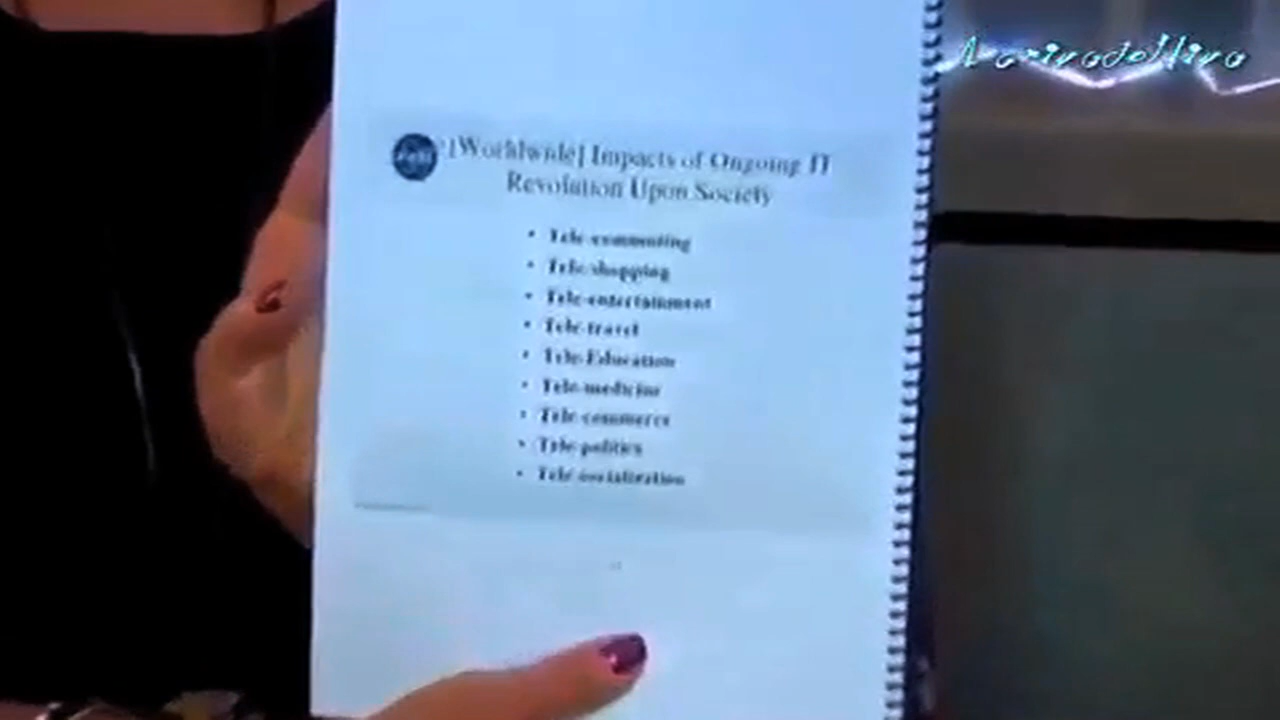 [Worldwide] Impacts of Ongoing IT
Revolution Upon Society
• Tele-commuting
• Tele-shopping
• Tele-entertainment
• Tele-travel
• Tele-Education
• Tele-medicine
• Tele-commerce
• Tele-politics
• Tele-socialization